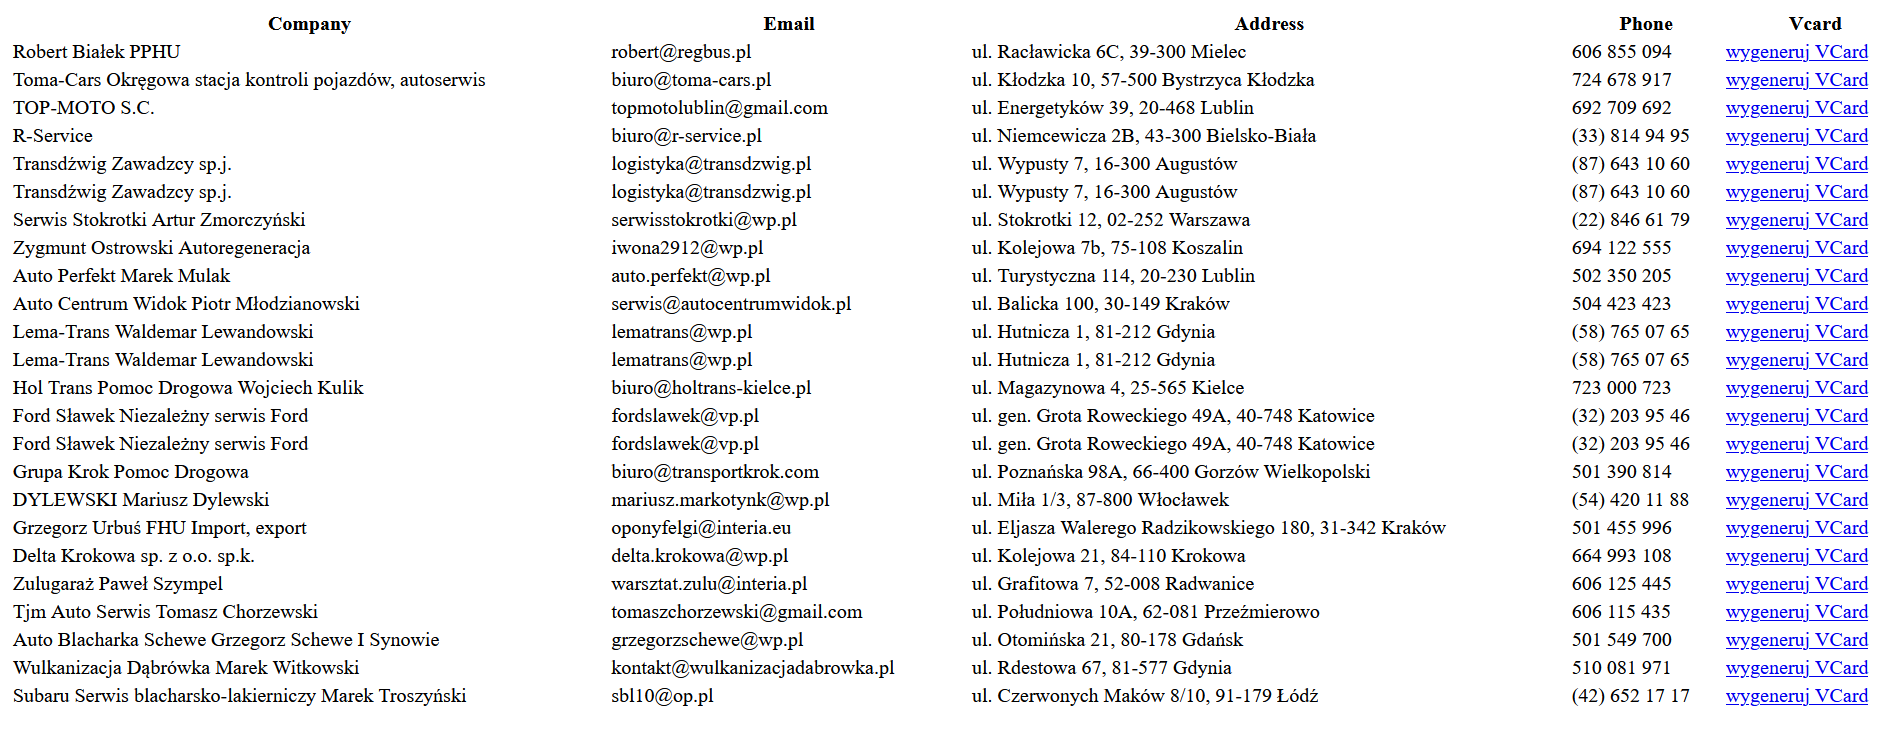 Company Email Address Phone Vcard
Robert Białek PPHU robert@regbus.pl ul. Racławicka 6C, 39-300 Mielec 606 855 094 wygeneruj VCard
Toma-Cars Okręgowa stacja kontroli pojazdów, autoserwis biuro@toma-cars.pl ul. Kłodzka 10, 57-500 Bystrzyca Kłodzka 724 678 917 wygeneruj VCard
TOP-MOTO S.C. topmotolublin@gmail.com ul. Energetyków 39, 20-468 Lublin 692 709 692 wygeneruj VCard
R-Service biuro@r-service.pl ul. Niemcewicza 2B, 43-300 Bielsko-Biała (33) 814 94 95 wygeneruj VCard
Transdźwig Zawadzcy sp.j. logistyka@transdzwig.pl ul. Wypusty 7, 16-300 Augustów (87) 643 10 60 wygeneruj VCard
Transdźwig Zawadzcy sp.j. logistyka@transdzwig.pl ul. Wypusty 7, 16-300 Augustów (87) 643 10 60 wygeneruj VCard
Serwis Stokrotki Artur Zmorczyński serwisstokrotki@wp.pl ul. Stokrotki 12, 02-252 Warszawa (22) 846 61 79 wygeneruj VCard
Zygmunt Ostrowski Autoregeneracja iwona2912@wp.pl ul. Kolejowa 7b, 75-108 Koszalin 694 122 555 wygeneruj VCard
Auto Perfekt Marek Mulak auto.perfekt@wp.pl ul. Turystyczna 114, 20-230 Lublin 502 350 205 wygeneruj VCard
Auto Centrum Widok Piotr Młodzianowski serwis@autocentrumwidok.pl ul. Balicka 100, 30-149 Kraków 504 423 423 wygeneruj VCard
Lema-Trans Waldemar Lewandowski lematrans@wp.pl ul. Hutnicza 1, 81-212 Gdynia (58) 765 07 65 wygeneruj VCard
Lema-Trans Waldemar Lewandowski lematrans@wp.pl ul. Hutnicza 1, 81-212 Gdynia (58) 765 07 65 wygeneruj VCard
Hol Trans Pomoc Drogowa Wojciech Kulik biuro@holtrans-kielce.pl ul. Magazynowa 4, 25-565 Kielce 723 000 723 wygeneruj VCard
Ford Sławek Niezależny serwis Ford fordslawek@vp.pl ul. gen. Grota Roweckiego 49A, 40-748 Katowice (32) 203 95 46 wygeneruj VCard
Ford Sławek Niezależny serwis Ford fordslawek@vp.pl ul. gen. Grota Roweckiego 49A, 40-748 Katowice (32) 203 95 46 wygeneruj VCard
Grupa Krok Pomoc Drogowa biuro@transportkrok.com ul. Poznańska 98A, 66-400 Gorzów Wielkopolski 501 390 814 wygeneruj VCard
DYLEWSKI Mariusz Dylewski mariusz.markotynk@wp.pl ul. Miła 1/3, 87-800 Włocławek (54) 420 11 88 wygeneruj VCard
Grzegorz Urbuś FHU Import, export oponyfelgi@interia.eu ul. Eljasza Walerego Radzikowskiego 180, 31-342 Kraków 501 455 996 wygeneruj VCard
Delta Krokowa sp. z o.o. sp.k. delta.krokowa@wp.pl ul. Kolejowa 21, 84-110 Krokowa 664 993 108 wygeneruj VCard
Zulugaraż Paweł Szympel warsztat.zulu@interia.pl ul. Grafitowa 7, 52-008 Radwanice 606 125 445 wygeneruj VCard
Tjm Auto Serwis Tomasz Chorzewski tomaszchorzewski@gmail.com ul. Południowa 10A, 62-081 Przeźmierowo 606 115 435 wygeneruj VCard
Auto Blacharka Schewe Grzegorz Schewe I Synowie grzegorzschewe@wp.pl ul. Otomińska 21, 80-178 Gdańsk 501 549 700 wygeneruj VCard
Wulkanizacja Dąbrówka Marek Witkowski kontakt@wulkanizacjadabrowka.pl ul. Rdestowa 67, 81-577 Gdynia 510 081 971 wygeneruj VCard
Subaru Serwis blacharsko-lakierniczy Marek Troszyński sbl10@op.pl ul. Czerwonych Maków 8/10, 91-179 Łódź (42) 652 17 17 wygeneruj VCard